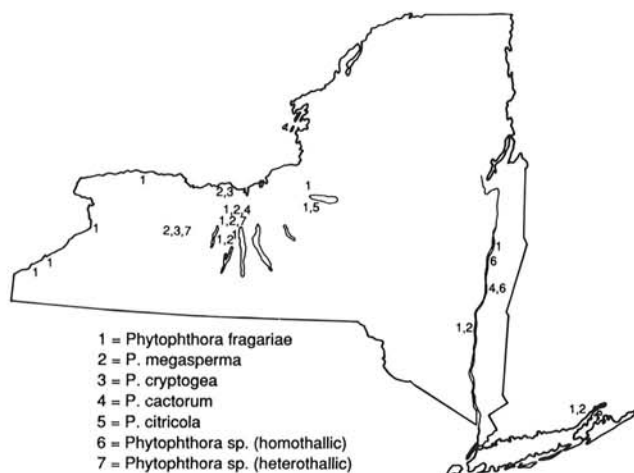 4
1
2,3
1
1,2,4
1,5
1,2,7
2,3,7
1
1,2
1
1
6
1
1
4,6
1,2
1 = Phytophthora fragariae
2 = P. megasperma
3 = P. cryptogea
4 = P. cactorum
5 = P. citricola
6 = Phytophthora sp. (homothallic)
7 = Phytophthora sp. (heterothallic)
1,2